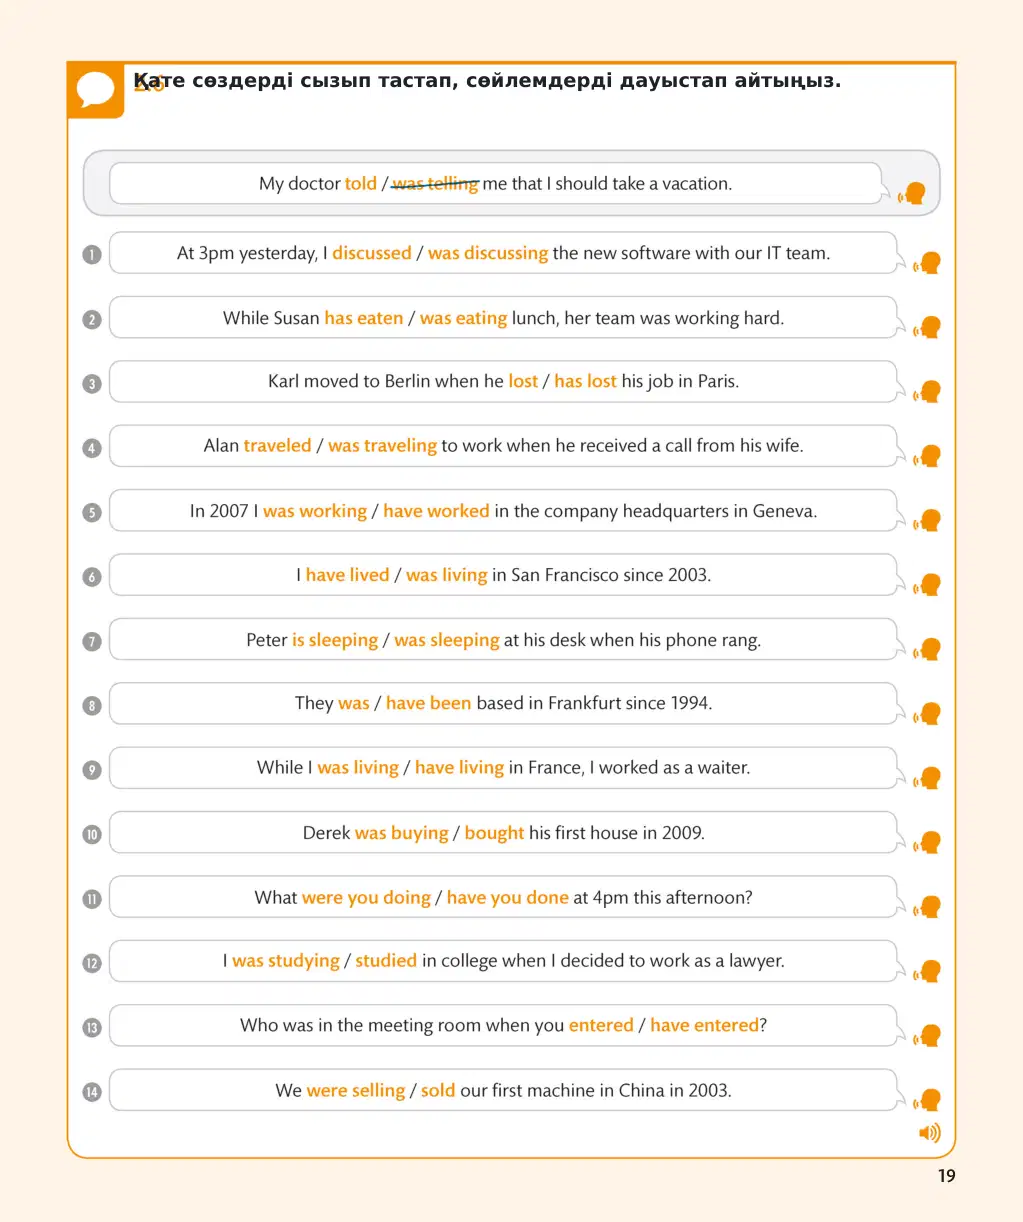 Қате сөздерді сызып тастап, сөйлемдерді дауыстап айтыңыз.
My doctor told / was telling me that I should take a vacation.
1 At 3pm yesterday, I discussed / was discussing the new software with our IT team.
2 While Susan has eaten / was eating lunch, her team was working hard.
3 Karl moved to Berlin when he lost / has lost his job in Paris.
4 Alan traveled / was traveling to work when he received a call from his wife.
5 In 2007 I was working / have worked in the company headquarters in Geneva.
6 I have lived / was living in San Francisco since 2003.
7 Peter is sleeping / was sleeping at his desk when his phone rang.
8 They was / have been based in Frankfurt since 1994.
9 While I was living / have living in France, I worked as a waiter.
10 Derek was buying / bought his first house in 2009.
11 What were you doing / have you done at 4pm this afternoon?
12 I was studying / studied in college when I decided to work as a lawyer.
13 Who was in the meeting room when you entered / have entered?
14 We were selling / sold our first machine in China in 2003.
19